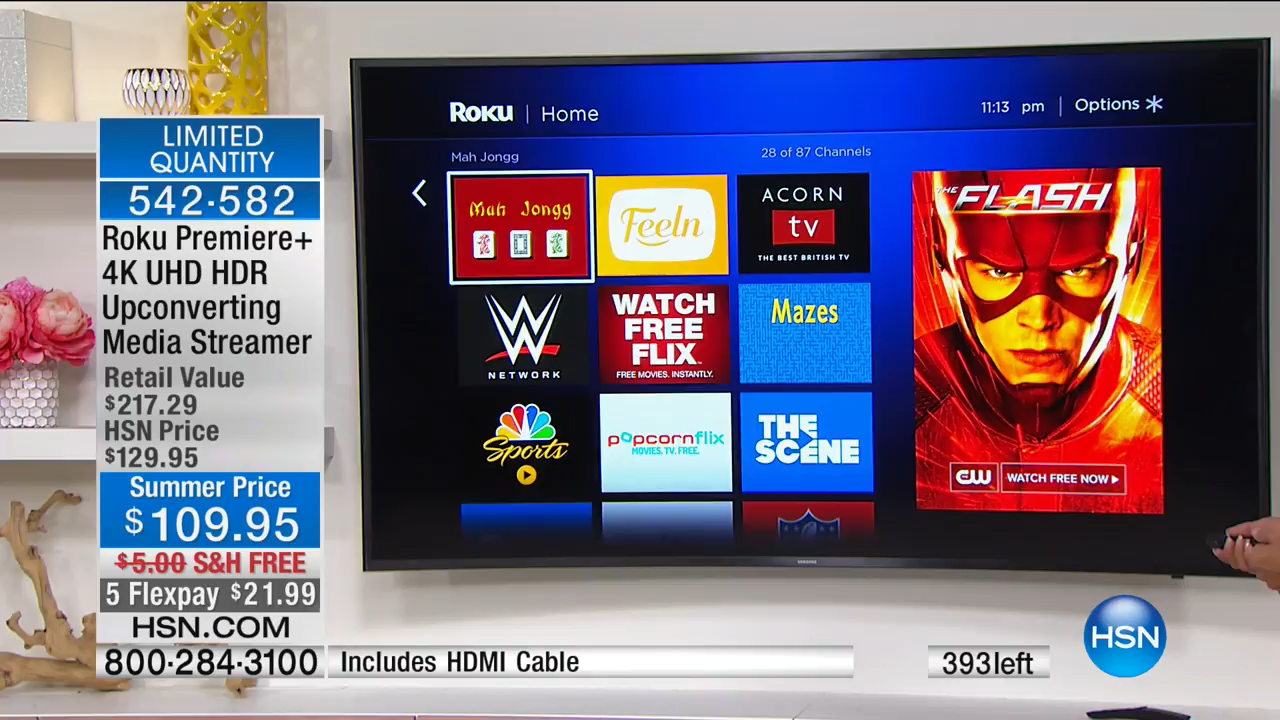 LIMITED
QUANTITY
542·582
Roku Premiere+
4K UHD HDR
Upconverting
Media Streamer
Retail Value
$217.29
HSN Price
$129.95
Summer Price
$109.95
$5.00 S&H FREE
5 Flexpay $21.99
HSN.COM
800·284·3100
Includes HDMI Cable
393left
HSN
Roku | Home
11:13 pm | Options
Mah Jongg
28 of 87 Channels
Mah Jongg
Feeln
ACORN
tv
THE BEST BRITISH TV
W
NETWORK
WATCH
FREE
FLIX
FREE MOVIES. INSTANTLY.
Mazes
Sports
popcornflix
MOVIES. TV. FREE.
THE
SCENE
THE FLASH
CW
WATCH FREE NOW
SAMSUNG